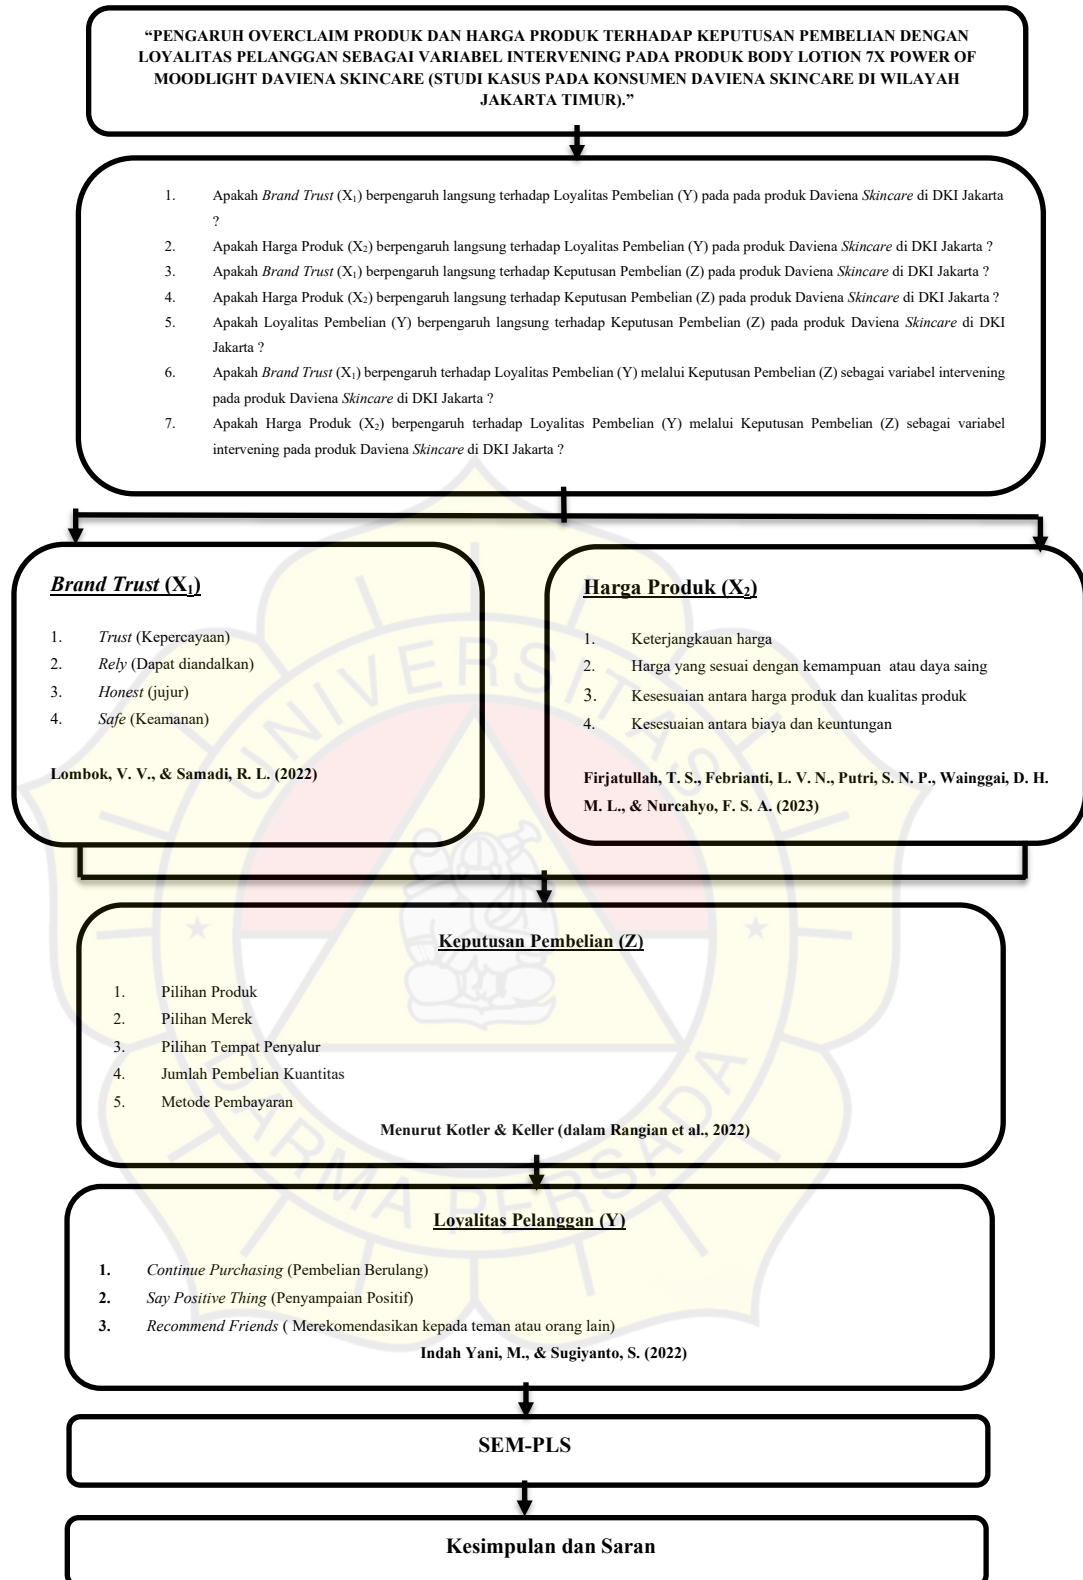 “PENGARUH OVERCLAIM PRODUK DAN HARGA PRODUK TERHADAP KEPUTUSAN PEMBELIAN DENGAN
LOYALITAS PELANGGAN SEBAGAI VARIABEL INTERVENING PADA PRODUK BODY LOTION 7X POWER OF
MOODLIGHT DAVIENA SKINCARE (STUDI KASUS PADA KONSUMEN DAVIENA SKINCARE DI WILAYAH
JAKARTA TIMUR).”
1. Apakah Brand Trust (X₁) berpengaruh langsung terhadap Loyalitas Pembelian (Y) pada pada produk Daviena Skincare di DKI Jakarta
?
2. Apakah Harga Produk (X₂) berpengaruh langsung terhadap Loyalitas Pembelian (Y) pada produk Daviena Skincare di DKI Jakarta ?
3. Apakah Brand Trust (X₁) berpengaruh langsung terhadap Keputusan Pembelian (Z) pada produk Daviena Skincare di DKI Jakarta ?
4. Apakah Harga Produk (X₂) berpengaruh langsung terhadap Keputusan Pembelian (Z) pada produk Daviena Skincare di DKI Jakarta ?
5. Apakah Loyalitas Pembelian (Y) berpengaruh langsung terhadap Keputusan Pembelian (Z) pada produk Daviena Skincare di DKI
Jakarta ?
6. Apakah Brand Trust (X₁) berpengaruh terhadap Loyalitas Pembelian (Y) melalui Keputusan Pembelian (Z) sebagai variabel intervening
pada produk Daviena Skincare di DKI Jakarta ?
7. Apakah Harga Produk (X₂) berpengaruh terhadap Loyalitas Pembelian (Y) melalui Keputusan Pembelian (Z) sebagai variabel
intervening pada produk Daviena Skincare di DKI Jakarta ?
Brand Trust (X₁)
1. Trust (Kepercayaan)
2. Rely (Dapat diandalkan)
3. Honest (jujur)
4. Safe (Keamanan)
Lombok, V. V., & Samadi, R. L. (2022)
Harga Produk (X₂)
1. Keterjangkauan harga
2. Harga yang sesuai dengan kemampuan atau daya saing
3. Kesesuaian antara harga produk dan kualitas produk
4. Kesesuaian antara biaya dan keuntungan
Firjatullah, T. S., Febrianti, L. V. N., Putri, S. N. P., Wainggai, D. H.
M. L., & Nurcahyo, F. S. A. (2023)
Keputusan Pembelian (Z)
1. Pilihan Produk
2. Pilihan Merek
3. Pilihan Tempat Penyalur
4. Jumlah Pembelian Kuantitas
5. Metode Pembayaran
Menurut Kotler & Keller (dalam Rangian et al., 2022)
Loyalitas Pelanggan (Y)
1. Continue Purchasing (Pembelian Berulang)
2. Say Positive Thing (Penyampaian Positif)
3. Recommend Friends ( Merekomendasikan kepada teman atau orang lain)
Indah Yani, M., & Sugiyanto, S. (2022)
SEM-PLS
Kesimpulan dan Saran
UNIVERSITAS
DARMA PERSADA